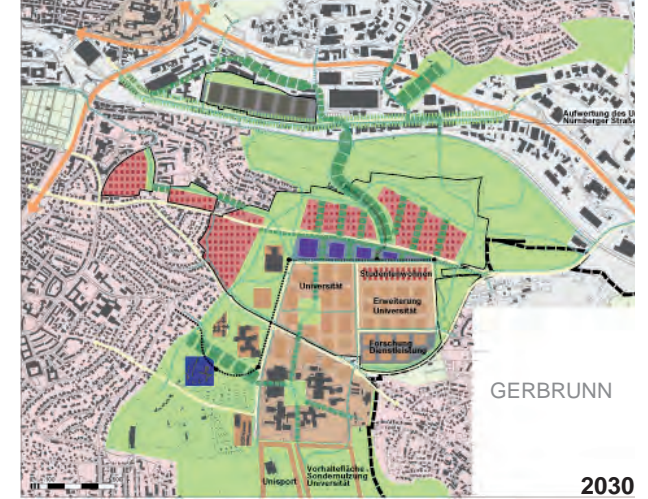 Aufwertung des U
Nürnberger Straße
Studentenwohnen
Universität
Erweiterung
Universität
Forschung
Dienstleistung
GERBRUNN
Unisport
Vorhaltefläche
Sondernutzung
Universität
2030